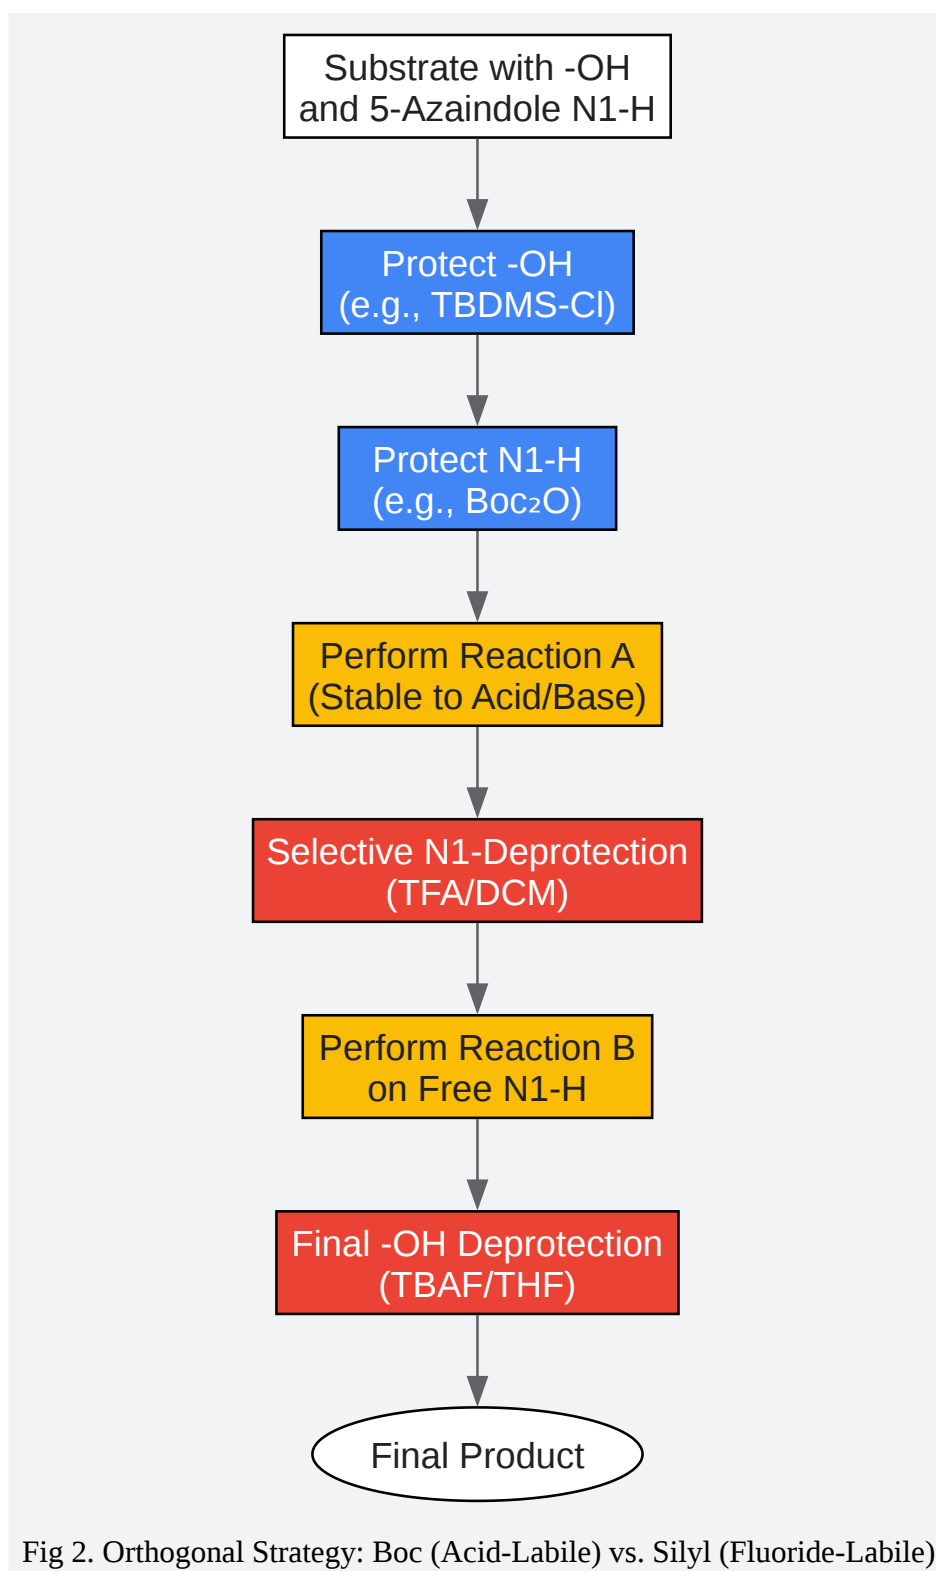 Substrate with -OH
and 5-Azaindole N1-H
Protect -OH
(e.g., TBDMS-Cl)
Protect N1-H
(e.g., Boc₂O)
Perform Reaction A
(Stable to Acid/Base)
Selective N1-Deprotection
(TFA/DCM)
Perform Reaction B
on Free N1-H
Final -OH Deprotection
(TBAF/THF)
Final Product
Fig 2. Orthogonal Strategy: Boc (Acid-Labile) vs. Silyl (Fluoride-Labile)